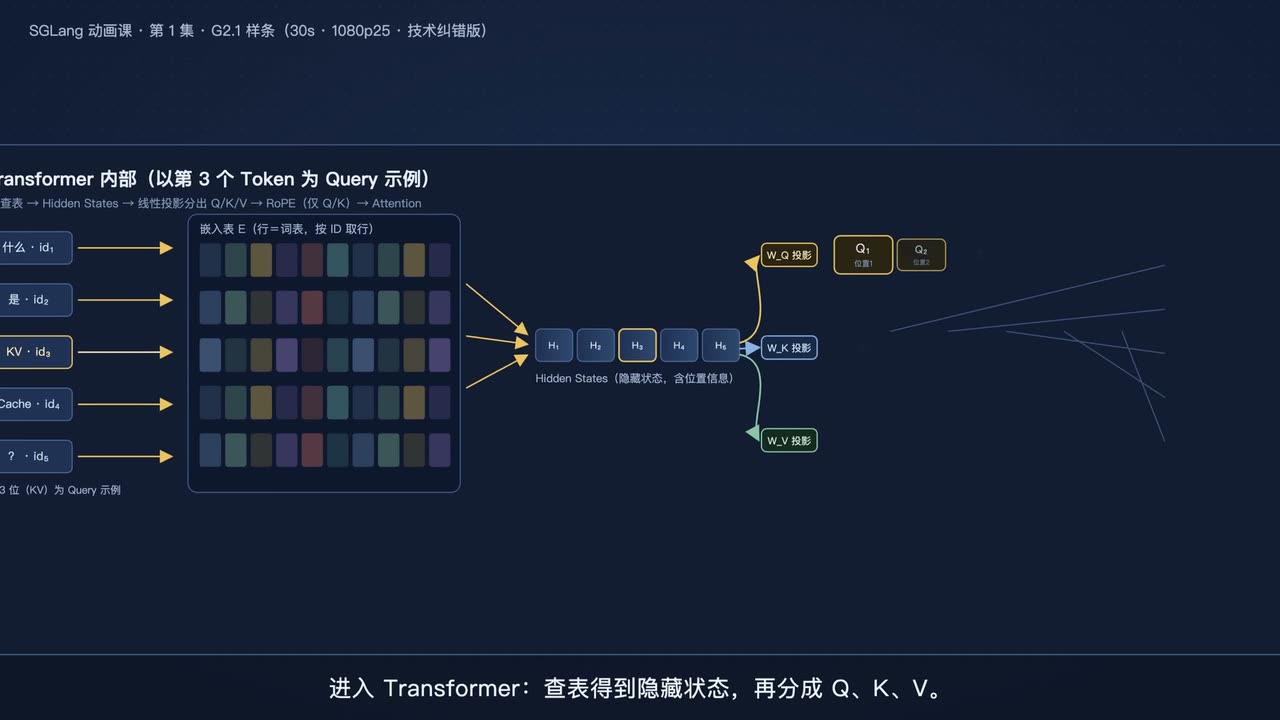 SGLang 动画课 · 第 1 集 · G2.1 样条（30s · 1080p25 · 技术纠错版）
ransformer 内部（以第 3 个 Token 为 Query 示例）
查表 → Hidden States → 线性投影分出 Q/K/V → RoPE（仅 Q/K）→ Attention
什么 · id₁
是 · id₂
KV · id₃
Cache · id₄
？ · id₅
3 位（KV）为 Query 示例
嵌入表 E（行＝词表，按 ID 取行）
H₁ H₂ H₃ H₄ H₅
Hidden States（隐藏状态，含位置信息）
W_Q 投影
W_K 投影
W_V 投影
Q₁
位置1
Q₂
位置2
进入 Transformer：查表得到隐藏状态，再分成 Q、K、V。